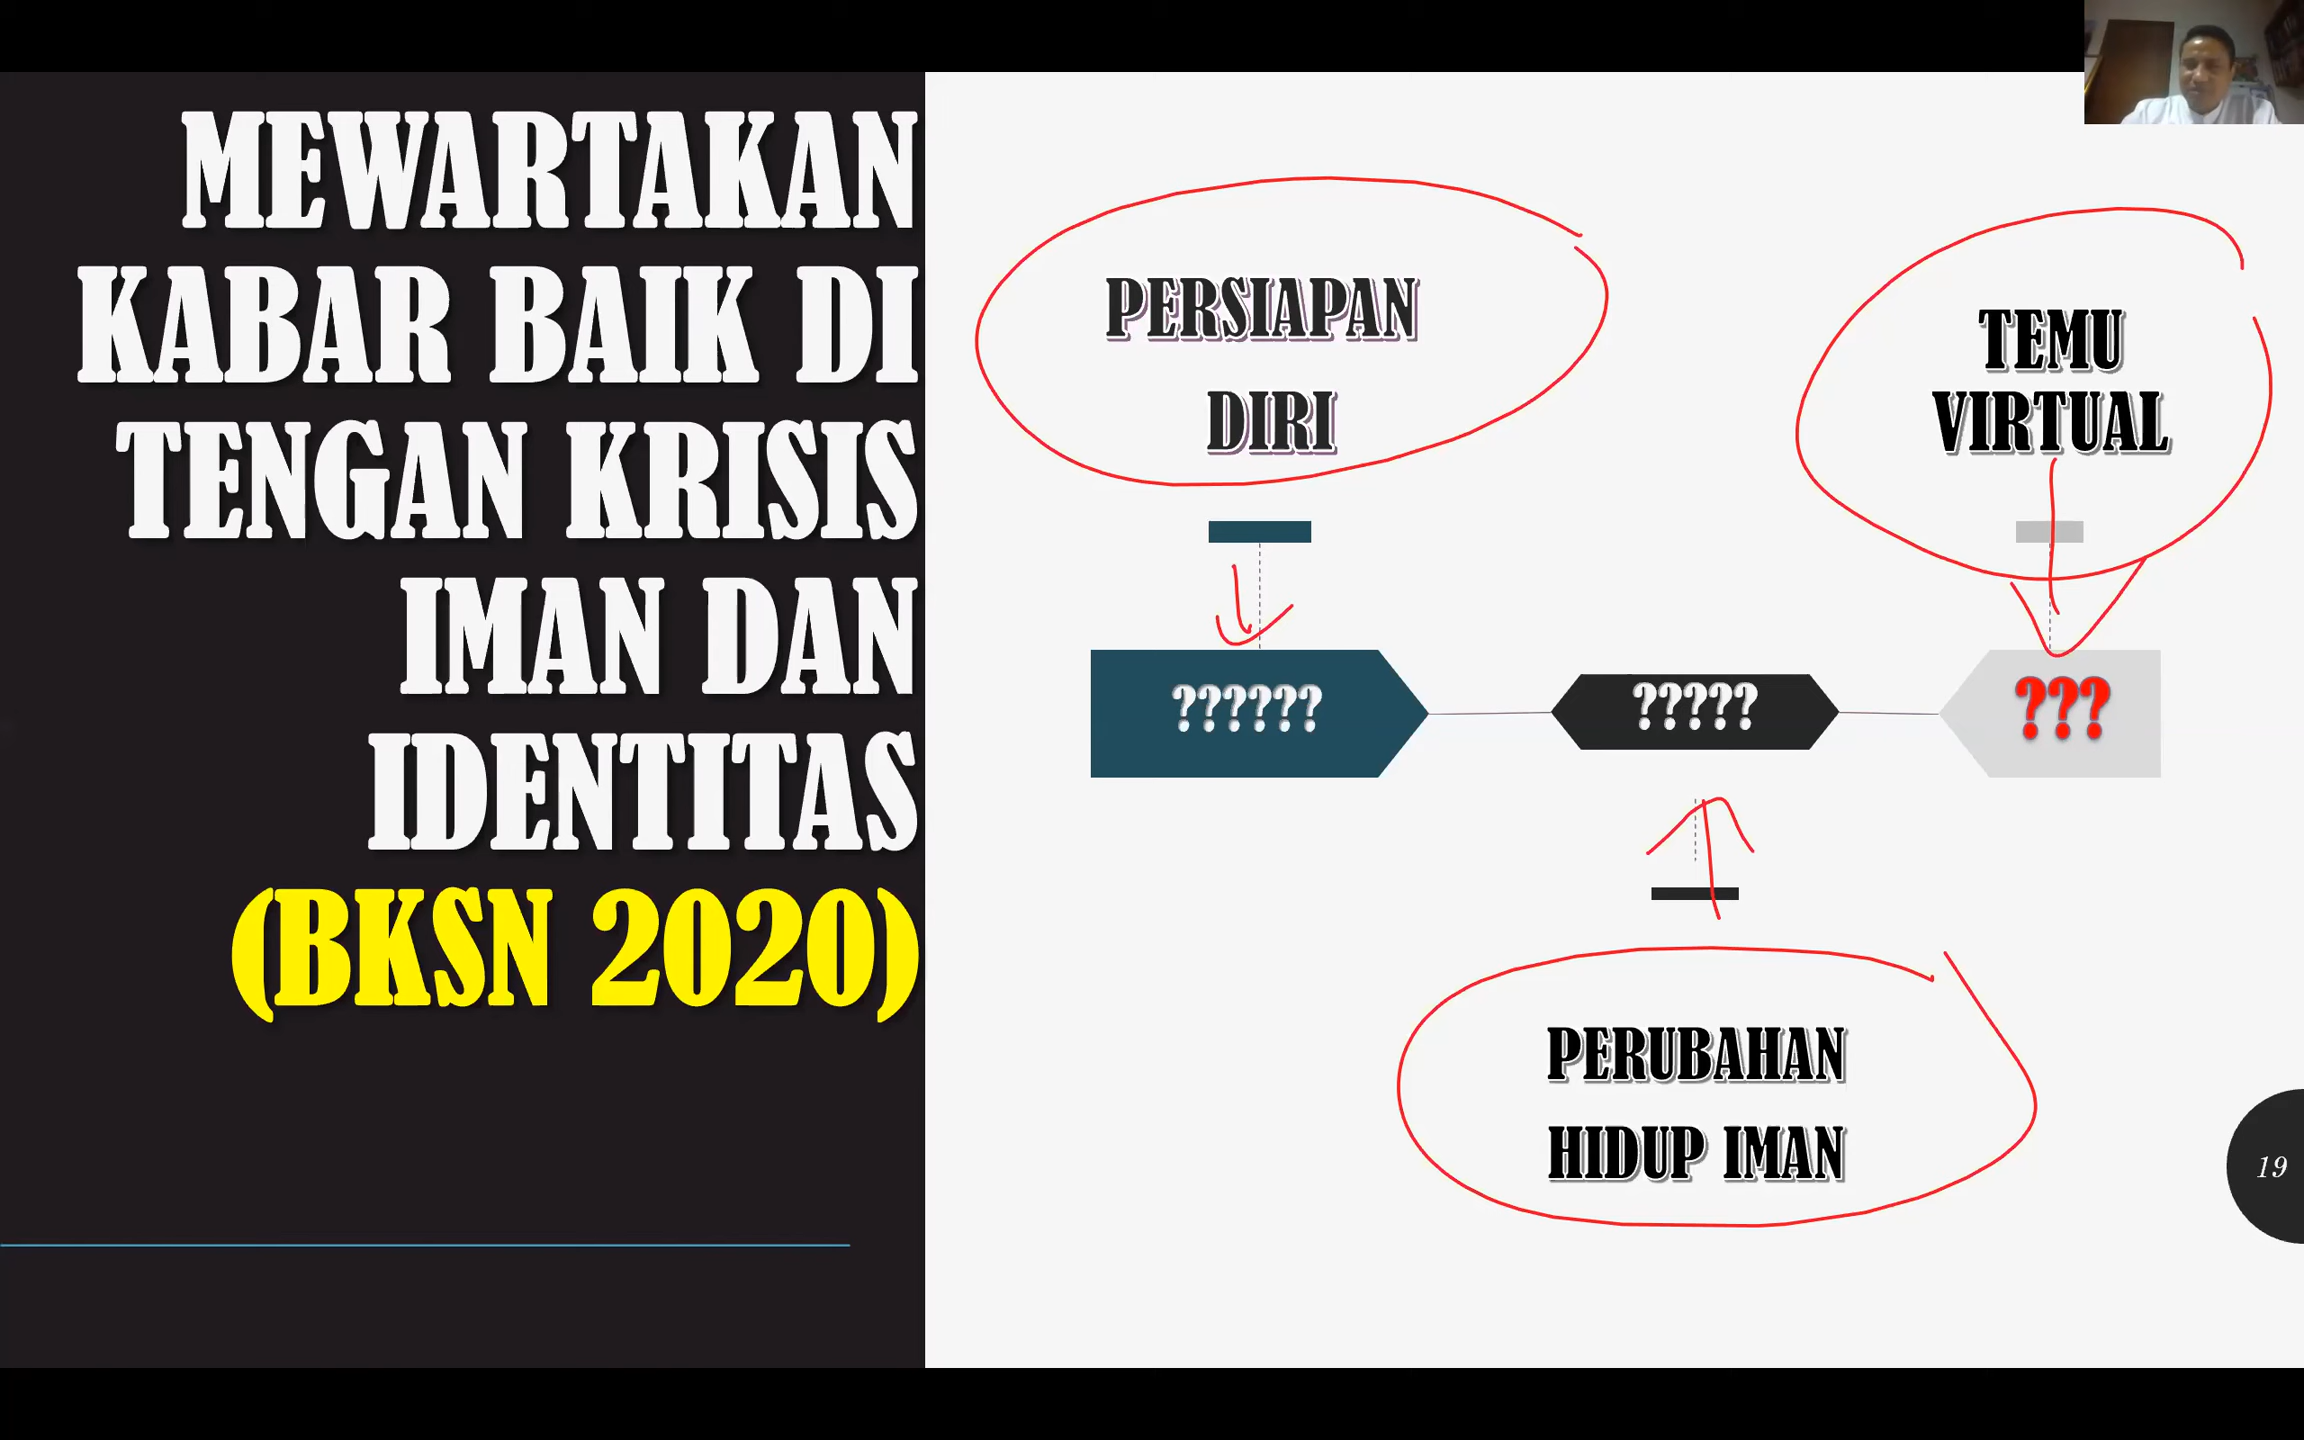 MEWARTAKAN
KABAR BAIK DI
TENGAN KRISIS
IMAN DAN
IDENTITAS
(BKSN 2020)
PERSIAPAN
DIRI
TEMU
VIRTUAL
??????
?????
???
PERUBAHAN
HIDUP IMAN
19